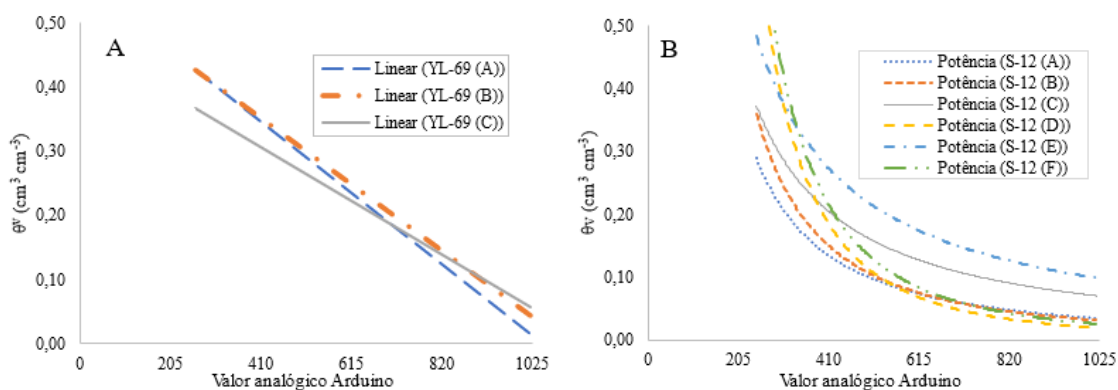 A
0,50
0,40
0,30
0,20
0,10
0,00
θv (cm³ cm⁻³)
0 205 410 615 820 1025
Valor analógico Arduino
Linear (YL-69 (A))
Linear (YL-69 (B))
Linear (YL-69 (C))
B
0,50
0,40
0,30
0,20
0,10
0,00
θv (cm³ cm⁻³)
0 205 410 615 820 1025
Valor analógico Arduino
Potência (S-12 (A))
Potência (S-12 (B))
Potência (S-12 (C))
Potência (S-12 (D))
Potência (S-12 (E))
Potência (S-12 (F))